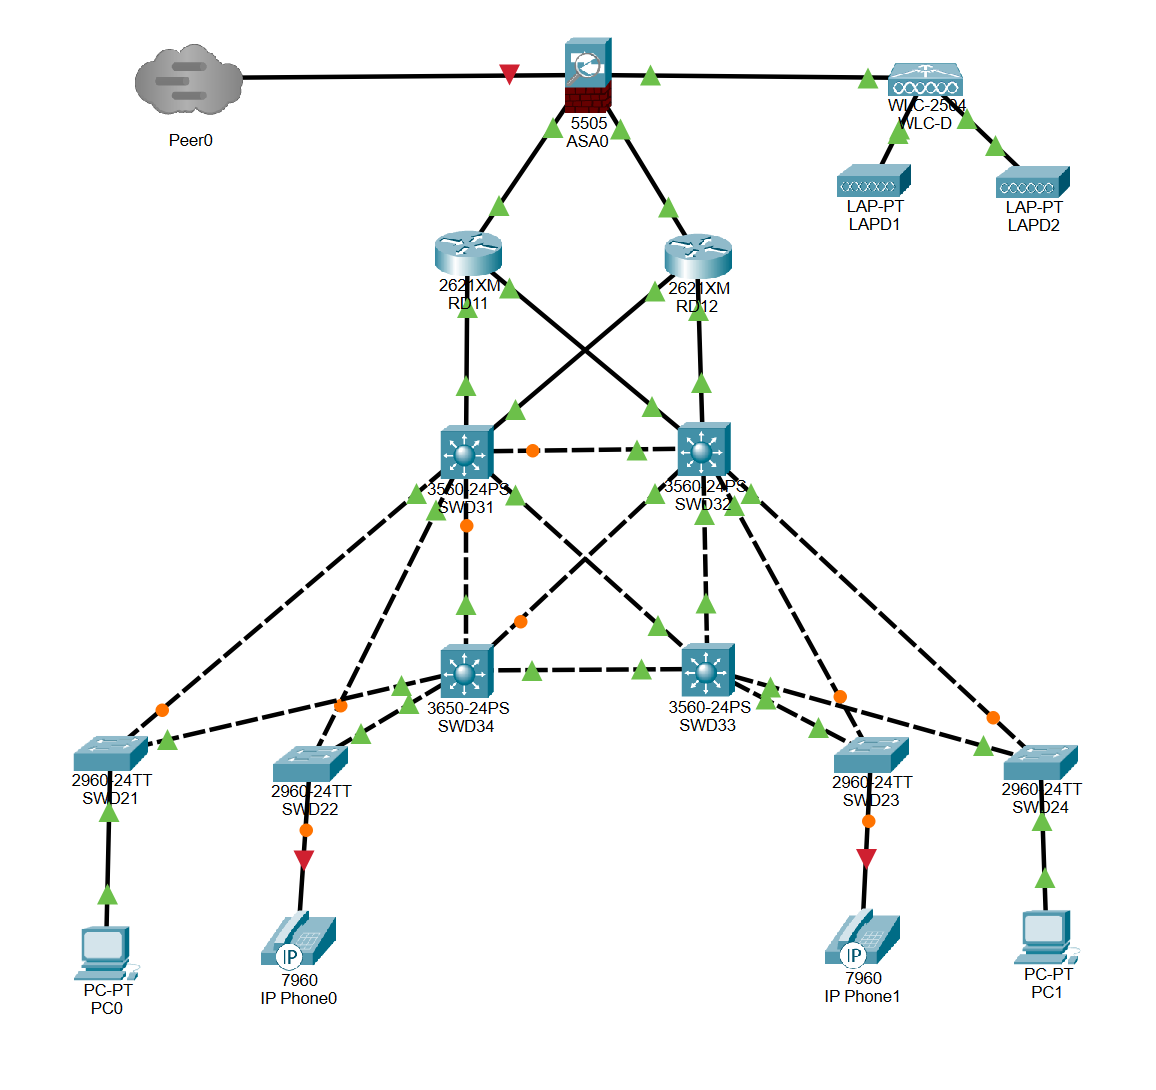 Peer0
5505
ASA0
WLC-2504
WLC-D
LAP-PT
LAPD1
LAP-PT
LAPD2
2621XM
RD11
2621XM
RD12
3560-24PS
SWD31
3560-24PS
SWD32
3650-24PS
SWD34
3560-24PS
SWD33
2960-24TT
SWD21
2960-24TT
SWD22
2960-24TT
SWD23
2960-24TT
SWD24
PC-PT
PC0
IP
7960
IP Phone0
IP
7960
IP Phone1
PC-PT
PC1